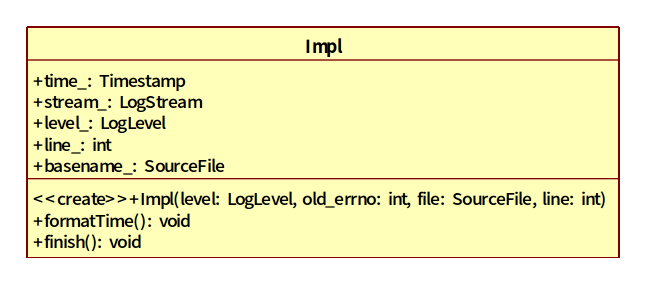 Impl
+time_: Timestamp
+stream_: LogStream
+level_: LogLevel
+line_: int
+basename_: SourceFile
<<create>>+Impl(level: LogLevel, old_errno: int, file: SourceFile, line: int)
+formatTime(): void
+finish(): void